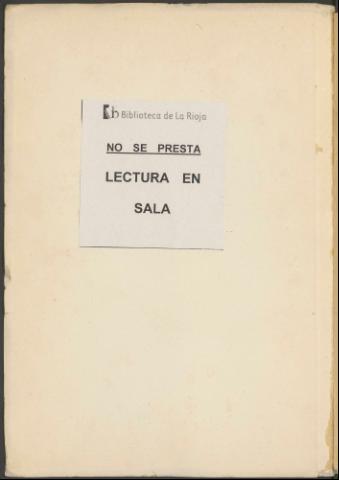 Biblioteca de La Rioja
NO SE PRESTA
LECTURA EN
SALA